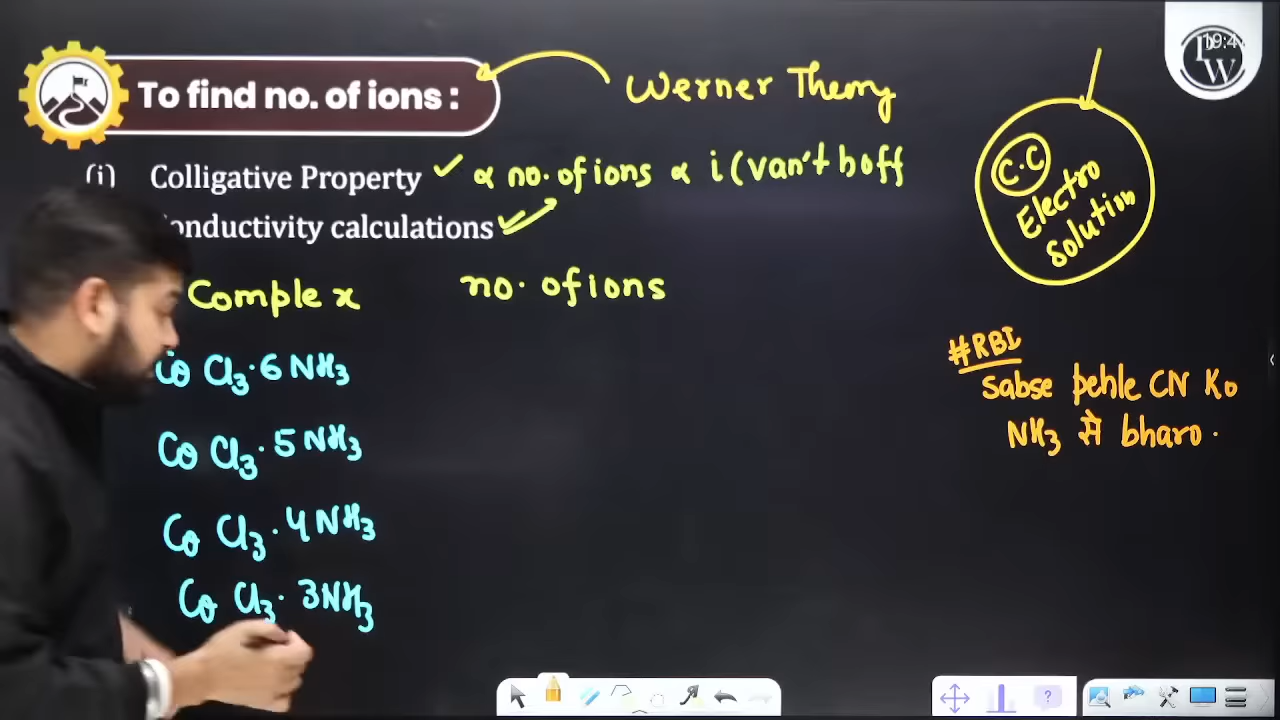 To find no. of ions :
Werner Theory
(i) Colligative Property ∝ no. of ions ∝ i (van't hoff
Conductivity calculations
Complex no. of ions
Co Cl3·6 NH3
Co Cl3·5 NH3
Co Cl3·4 NH3
Co Cl3·3NH3
C·C
Electro
Solution
#RBI
Sabse pehle CN Ko
NH3 से bharo.
W